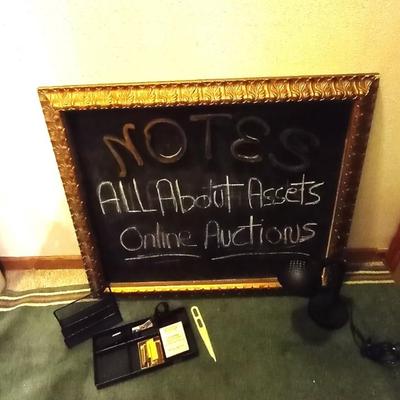 NOTES
ALL About Assets
Online Auctions